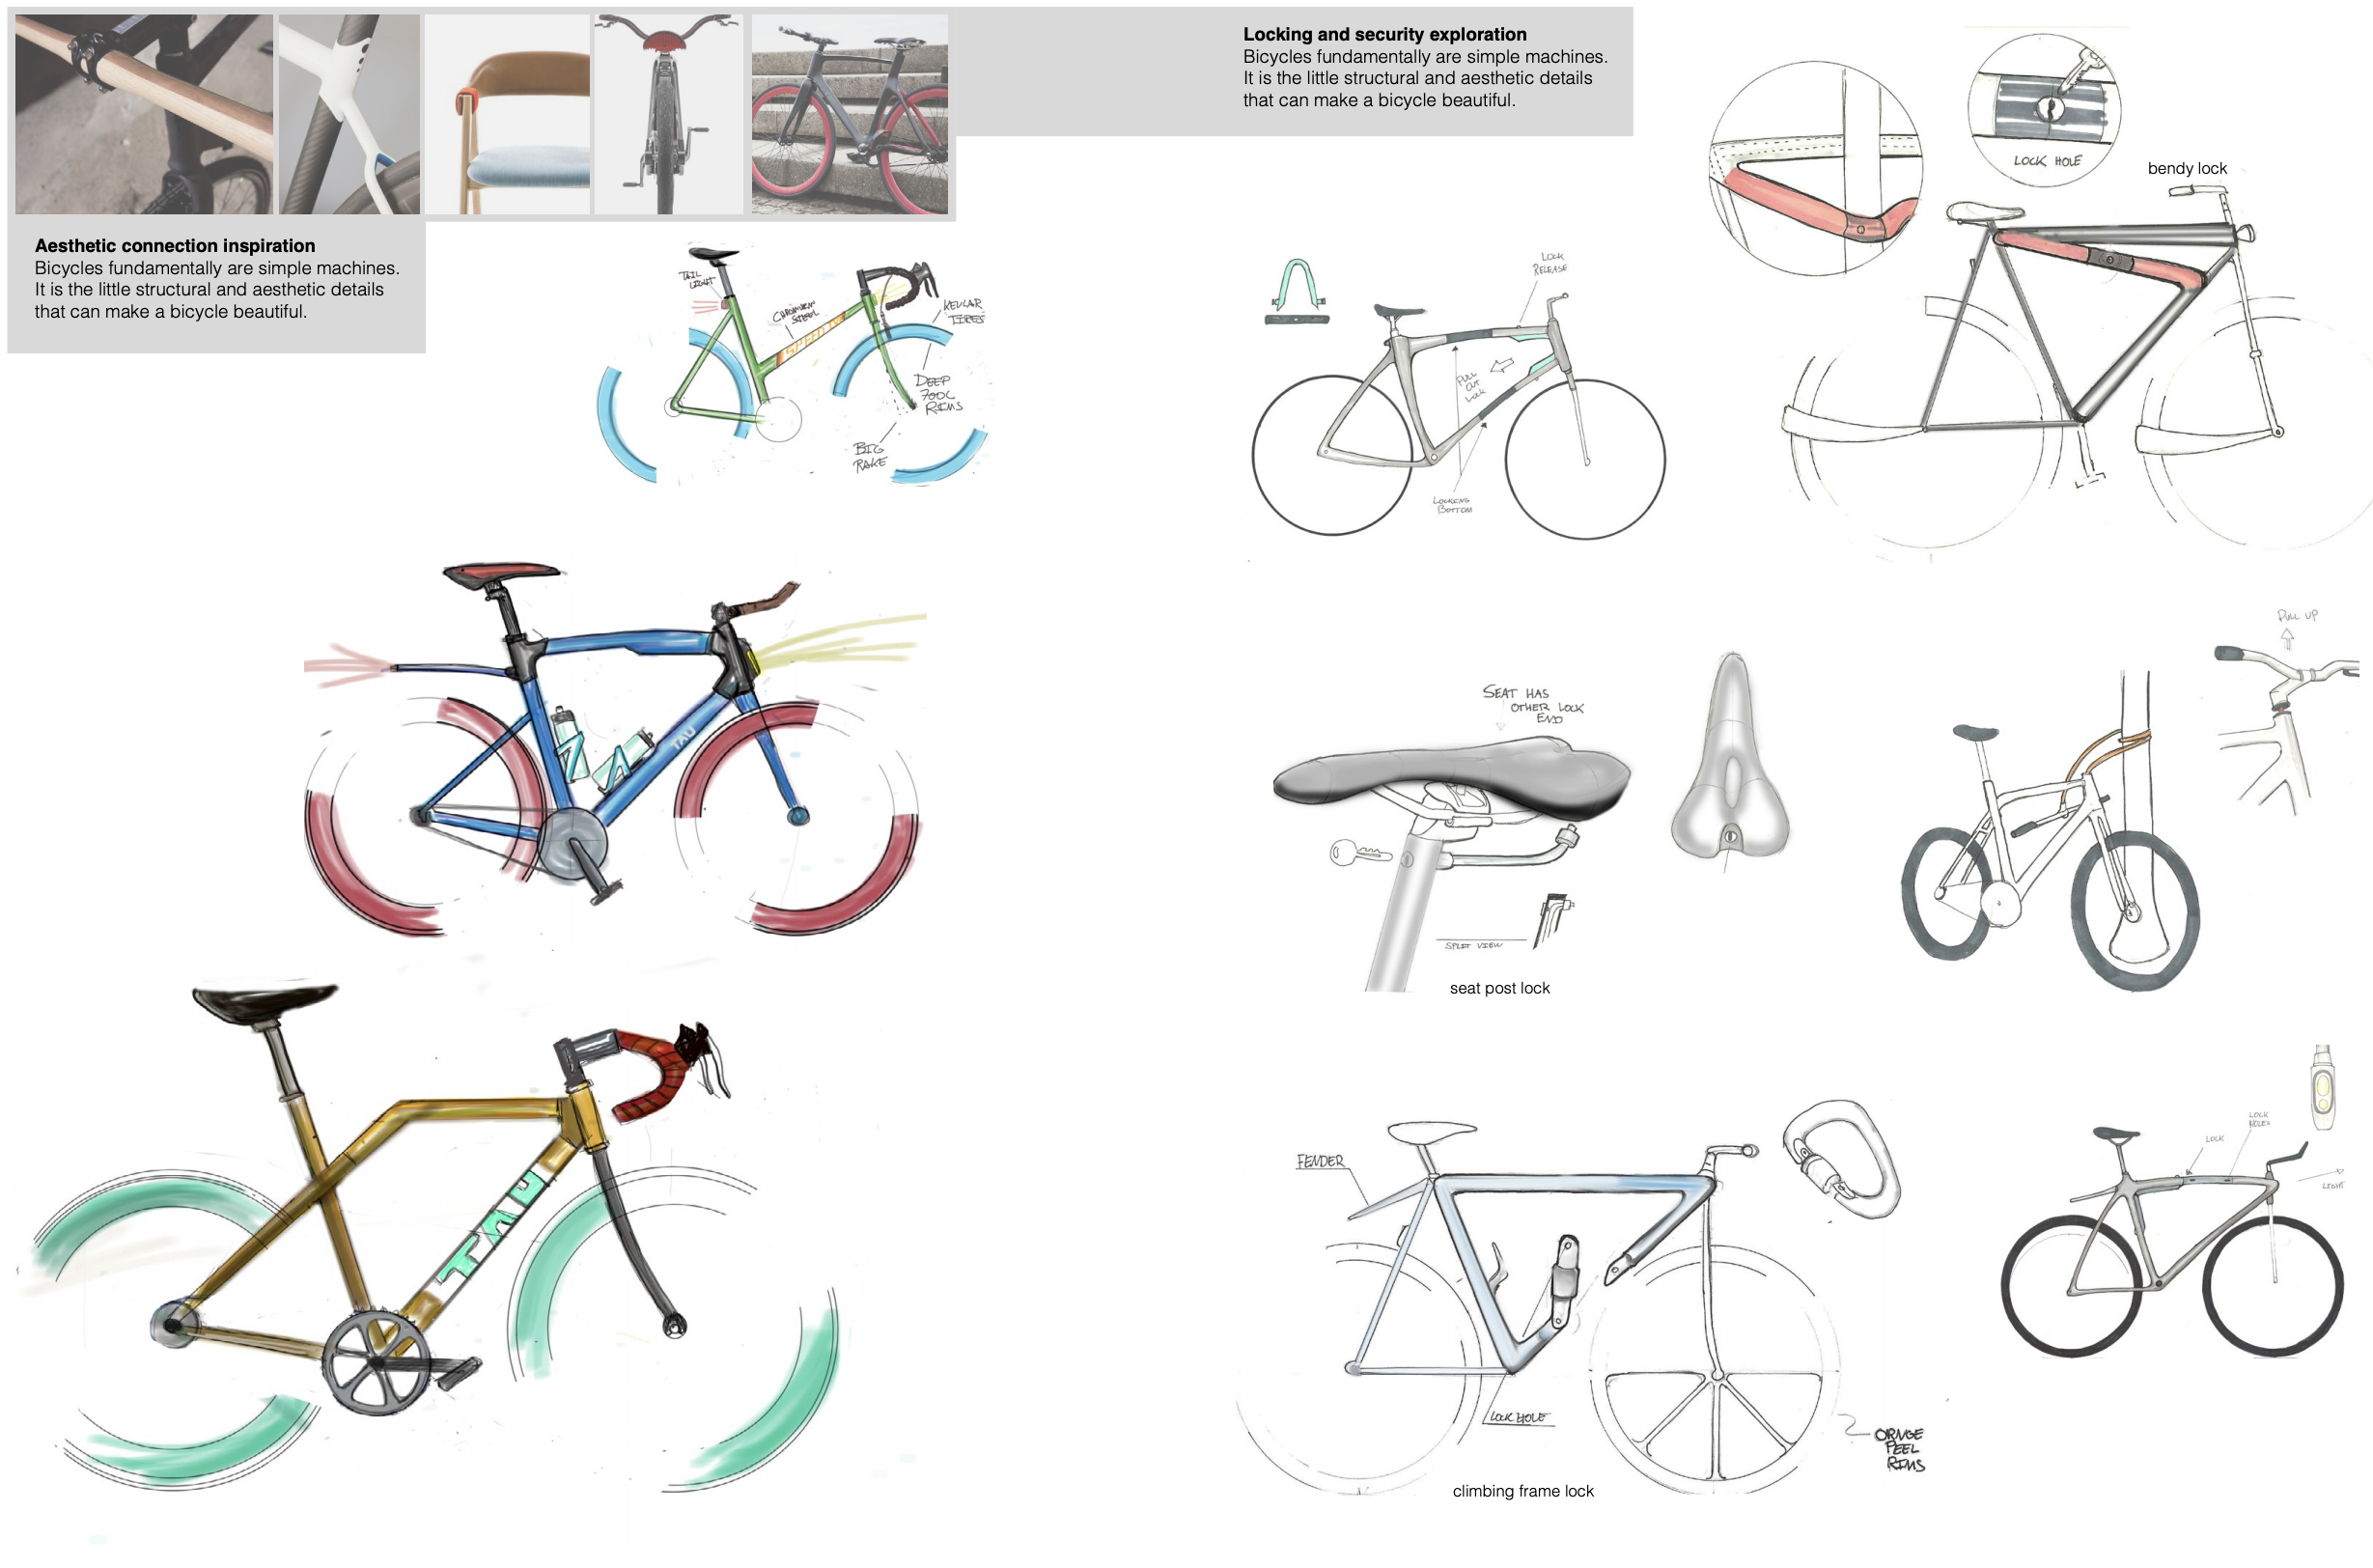 Aesthetic connection inspiration
Bicycles fundamentally are simple machines.
It is the little structural and aesthetic details
that can make a bicycle beautiful.
TAIL
LIGHT
CHROMOLY
STEEL
SPEED
KEVLAR
TIRES
DEEP
700C
RIMS
BIG
RAKE
TAU
TAU
Locking and security exploration
Bicycles fundamentally are simple machines.
It is the little structural and aesthetic details
that can make a bicycle beautiful.
LOCK HOLE
bendy lock
LOCK
RELEASE
PULL
OUT
LOCK
LOCKING
BOTTOM
SEAT HAS
OTHER LOCK
END
SPLIT VIEW
seat post lock
PULL UP
FENDER
LOCK HOLE
ORNGE
PEEL
RIMS
climbing frame lock
LOCK
LOCK
HOLES
LIGHT